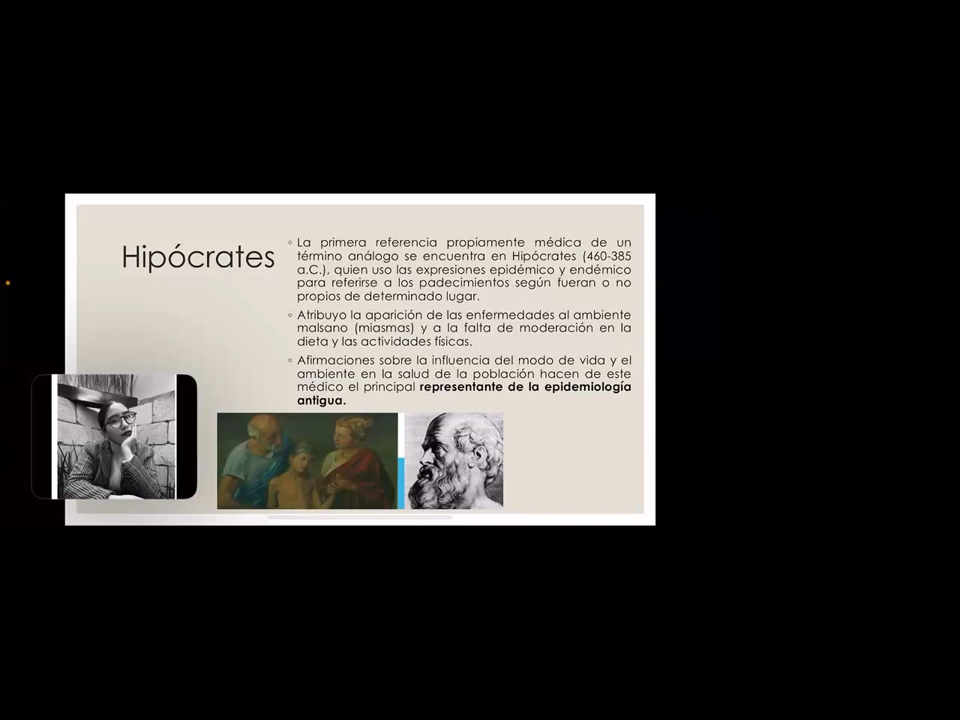 Hipócrates
◦ La primera referencia propiamente médica de un
término análogo se encuentra en Hipócrates (460-385
a.C.), quien uso las expresiones epidémico y endémico
para referirse a los padecimientos según fueran o no
propios de determinado lugar.
◦ Atribuyo la aparición de las enfermedades al ambiente
malsano (miasmas) y a la falta de moderación en la
dieta y las actividades físicas.
◦ Afirmaciones sobre la influencia del modo de vida y el
ambiente en la salud de la población hacen de este
médico el principal representante de la epidemiología
antigua.